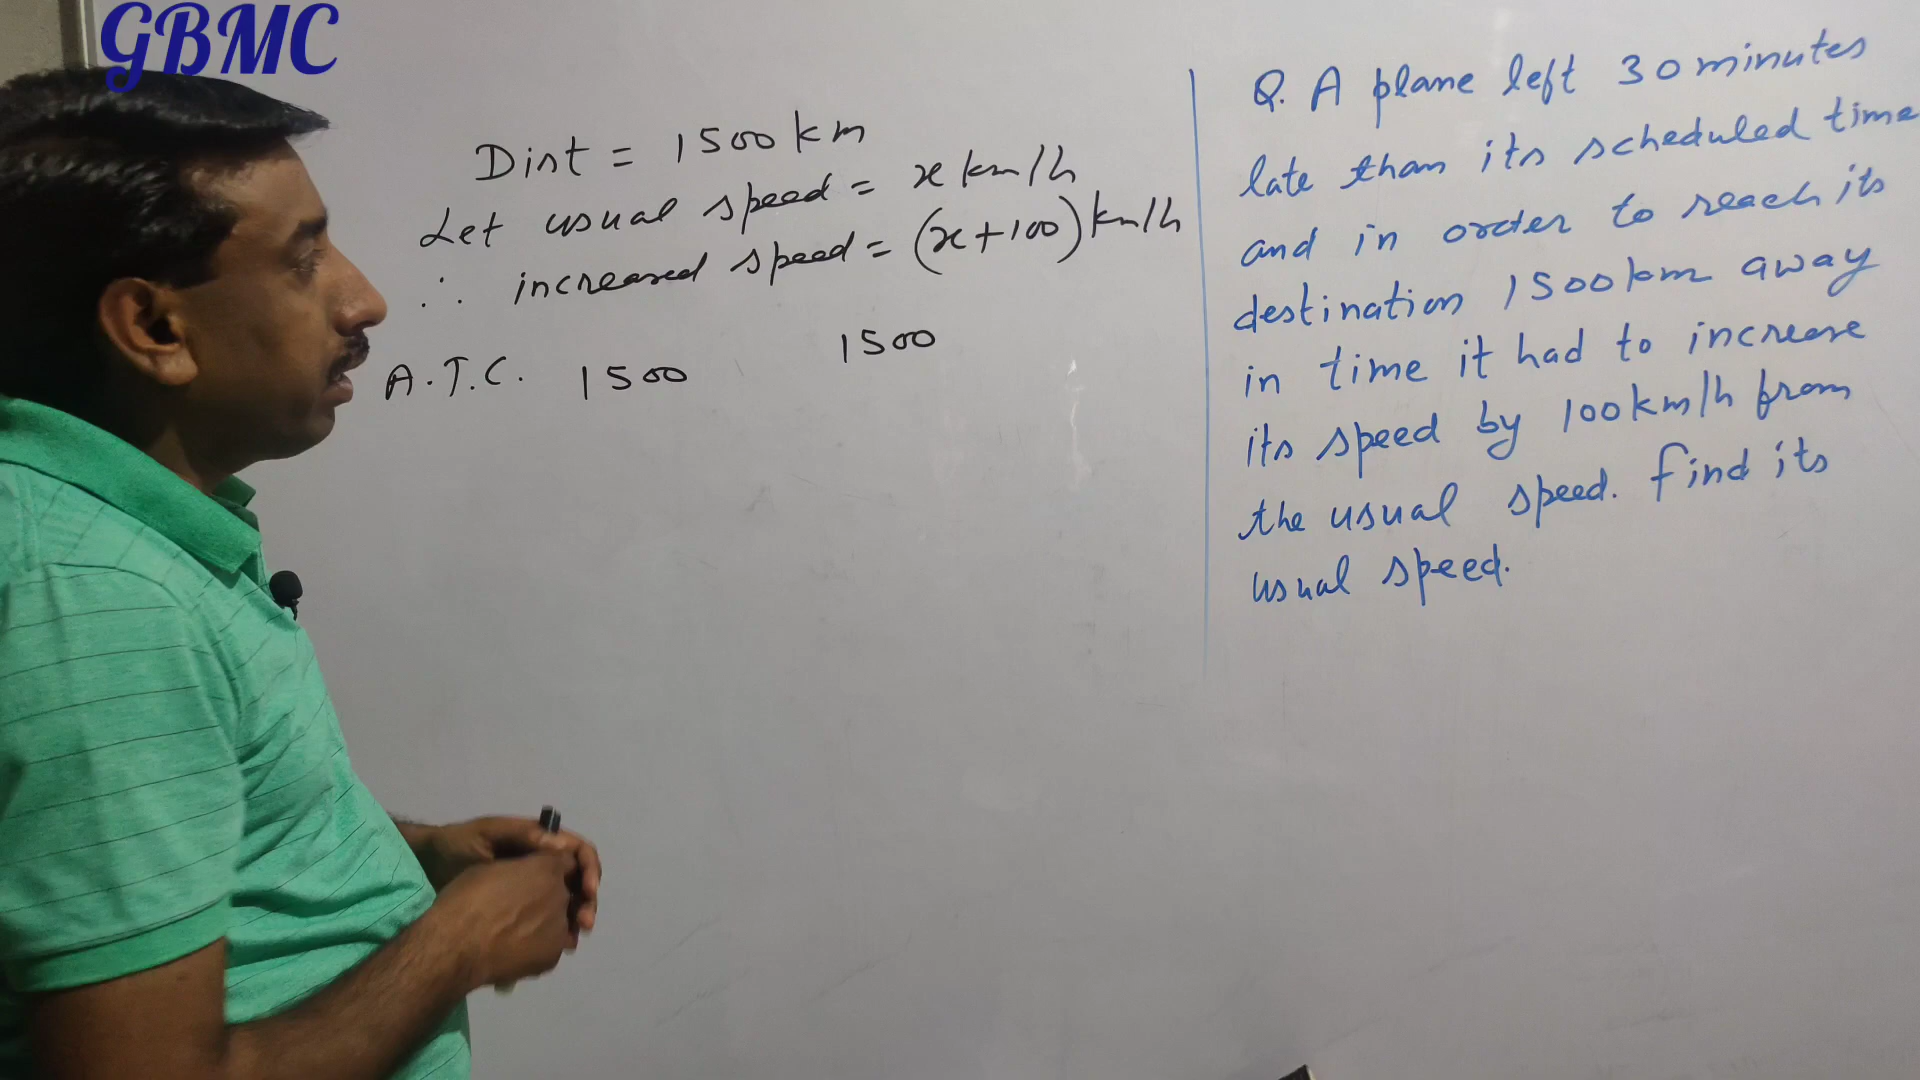 GBMC
Dist = 1500 km
Let usual speed = x km/h
∴ increased speed = (x+100) km/h
A.T.C. 1500 1500
Q. A plane left 30 minutes
late than its scheduled time
and in order to reach its
destination 1500 km away
in time it had to increase
its speed by 100 km/h from
the usual speed. Find its
usual speed.